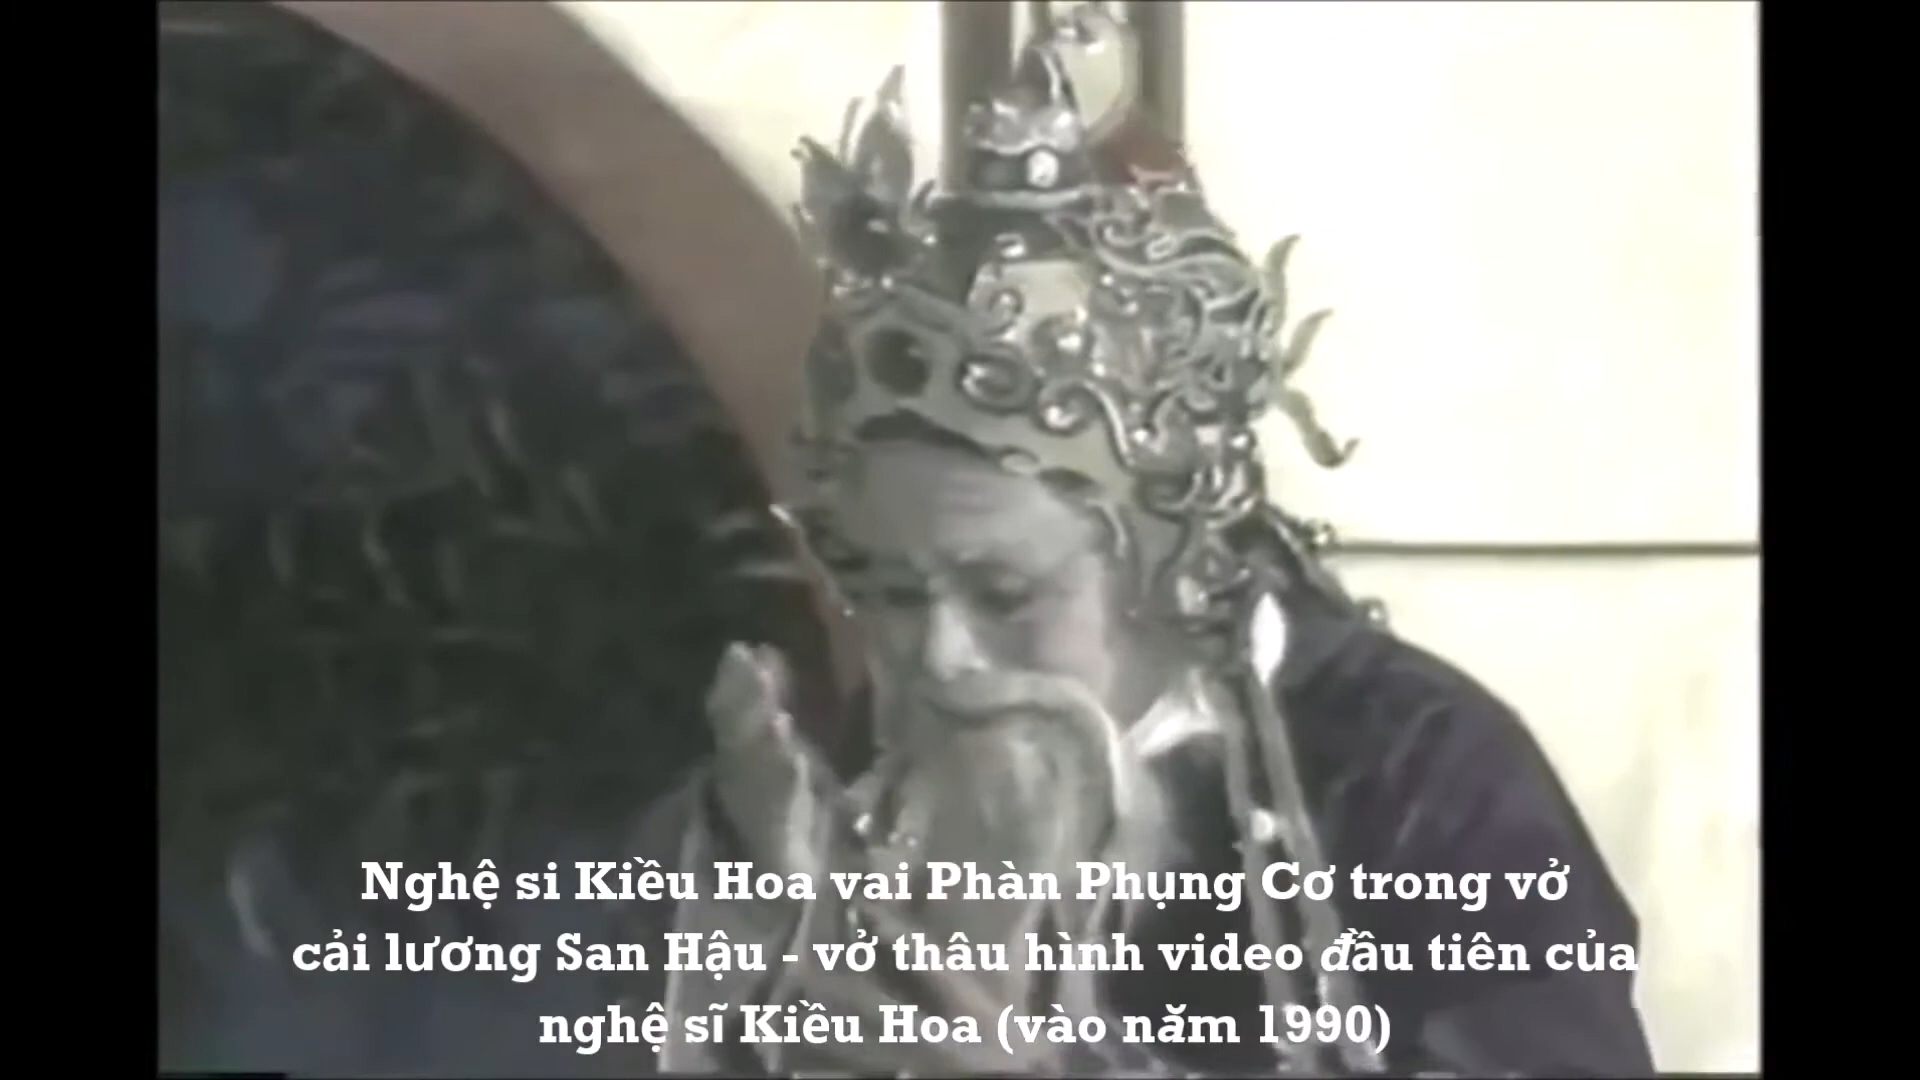 Nghệ si Kiều Hoa vai Phàn Phụng Cơ trong vở
cải lương San Hậu - vở thâu hình video đầu tiên của
nghệ sĩ Kiều Hoa (vào năm 1990)